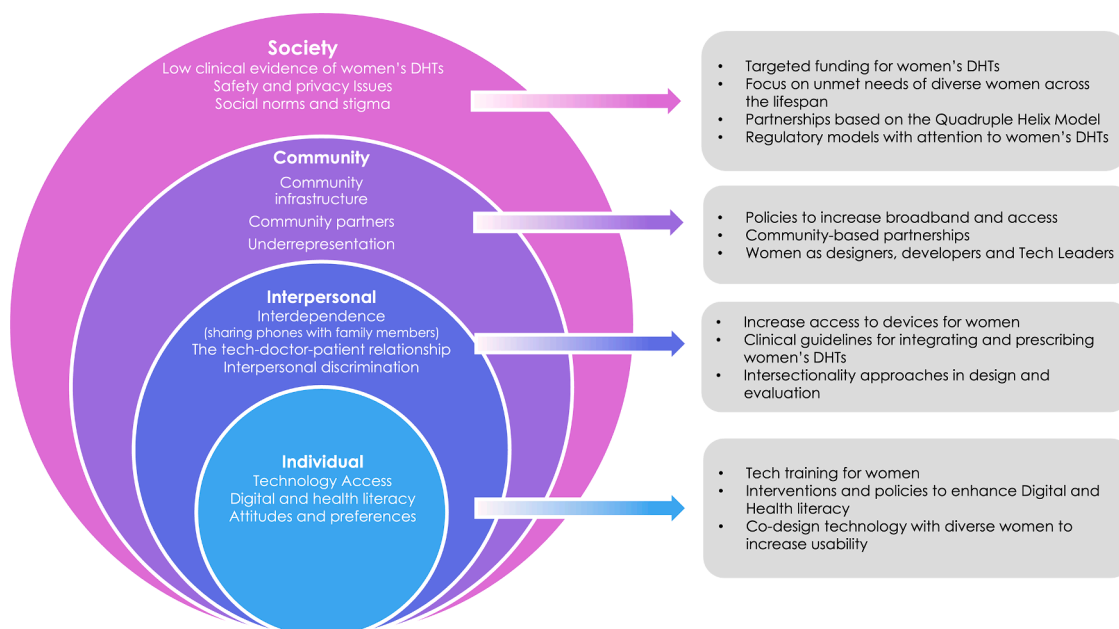 Society
Low clinical evidence of women's DHTs
Safety and privacy Issues
Social norms and stigma
• Targeted funding for women's DHTs
• Focus on unmet needs of diverse women across
the lifespan
• Partnerships based on the Quadruple Helix Model
• Regulatory models with attention to women's DHTs
Community
Community
infrastructure
Community partners
Underrepresentation
• Policies to increase broadband and access
• Community-based partnerships
• Women as designers, developers and Tech Leaders
Interpersonal
Interdependence
(sharing phones with family members)
The tech-doctor-patient relationship
Interpersonal discrimination
• Increase access to devices for women
• Clinical guidelines for integrating and prescribing
women's DHTs
• Intersectionality approaches in design and
evaluation
Individual
Technology Access
Digital and health literacy
Attitudes and preferences
• Tech training for women
• Interventions and policies to enhance Digital and
Health literacy
• Co-design technology with diverse women to
increase usability